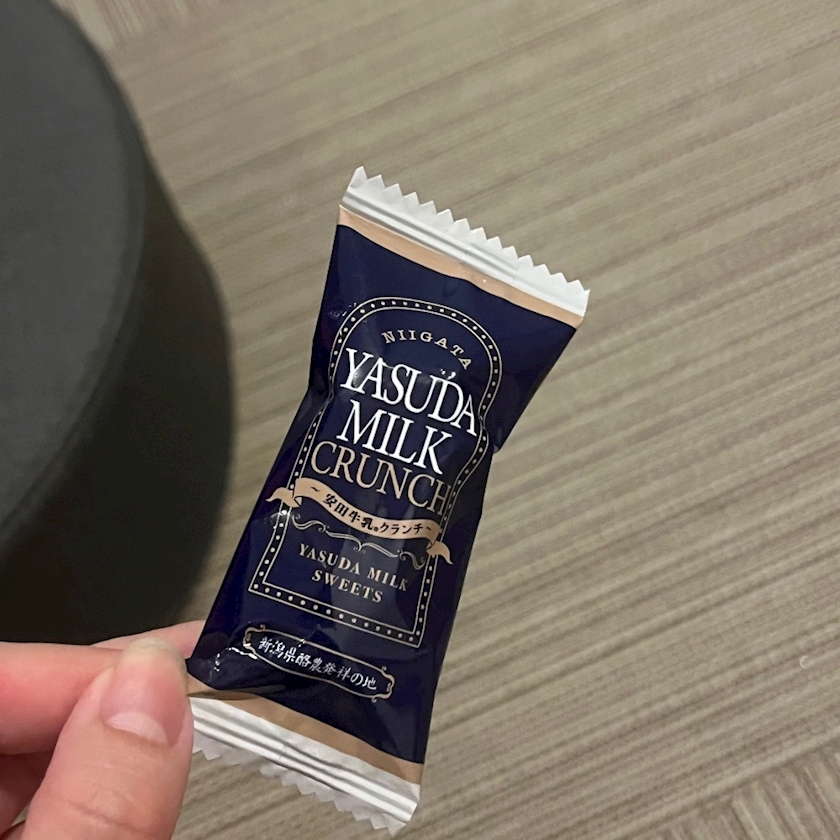 NIIGATA
YASUDA
MILK
CRUNCH
~安田牛乳®クランチ~
YASUDA MILK
SWEETS
新潟県酪農発祥の地